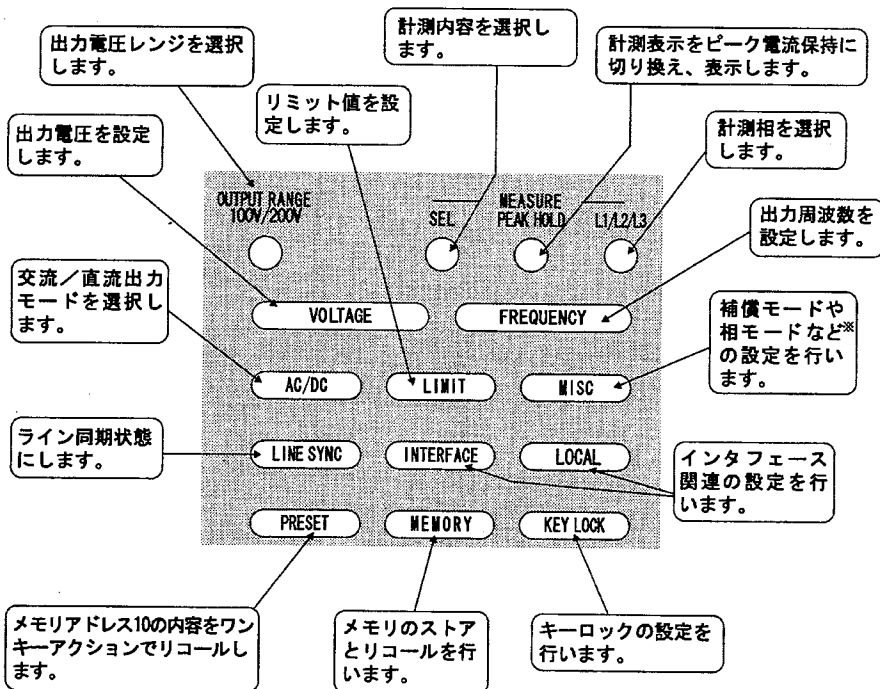 計測内容を選択し
ます。
出力電圧レンジを選択
します。
計測表示をピーク電流保持に
切り換え、表示します。
リミット値を設
定します。
出力電圧を設定
します。
計測相を選択
します。
OUTPUT RANGE
100V/200V
MEASURE
SEL
PEAK HOLD
L1/L2/L3
出力周波数を
設定します。
交流／直流出力
モードを選択し
ます。
VOLTAGE
FREQUENCY
補償モードや
相モードなど※
の設定を行い
ます。
AC/DC
LIMIT
MISC
ライン同期状態
にします。
LINE SYNC
INTERFACE
LOCAL
インタフェース
関連の設定を行
います。
PRESET
MEMORY
KEY LOCK
メモリアドレス10の内容をワン
キーアクションでリコールし
ます。
メモリのストア
とリコールを行
います。
キーロックの設定を
行います。